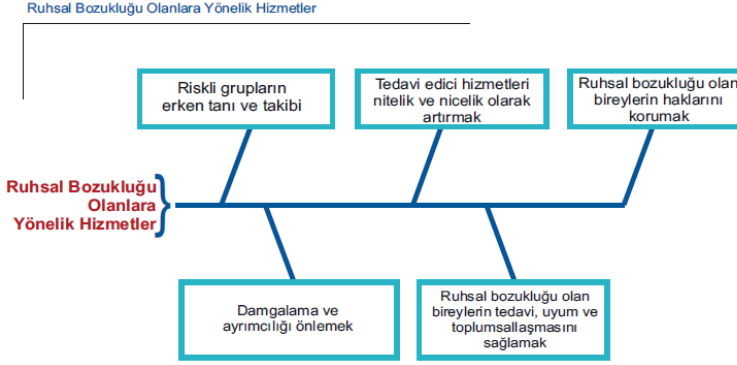 Ruhsal Bozukluğu Olanlara Yönelik Hizmetler
Riskli grupların
erken tanı ve takibi
Tedavi edici hizmetleri
nitelik ve nicelik olarak
artırmak
Ruhsal bozukluğu olan
bireylerin haklarını
korumak
Ruhsal Bozukluğu
Olanlara
Yönelik Hizmetler
Damgalama ve
ayrımcılığı önlemek
Ruhsal bozukluğu olan
bireylerin tedavi, uyum ve
toplumsallaşmasını
sağlamak